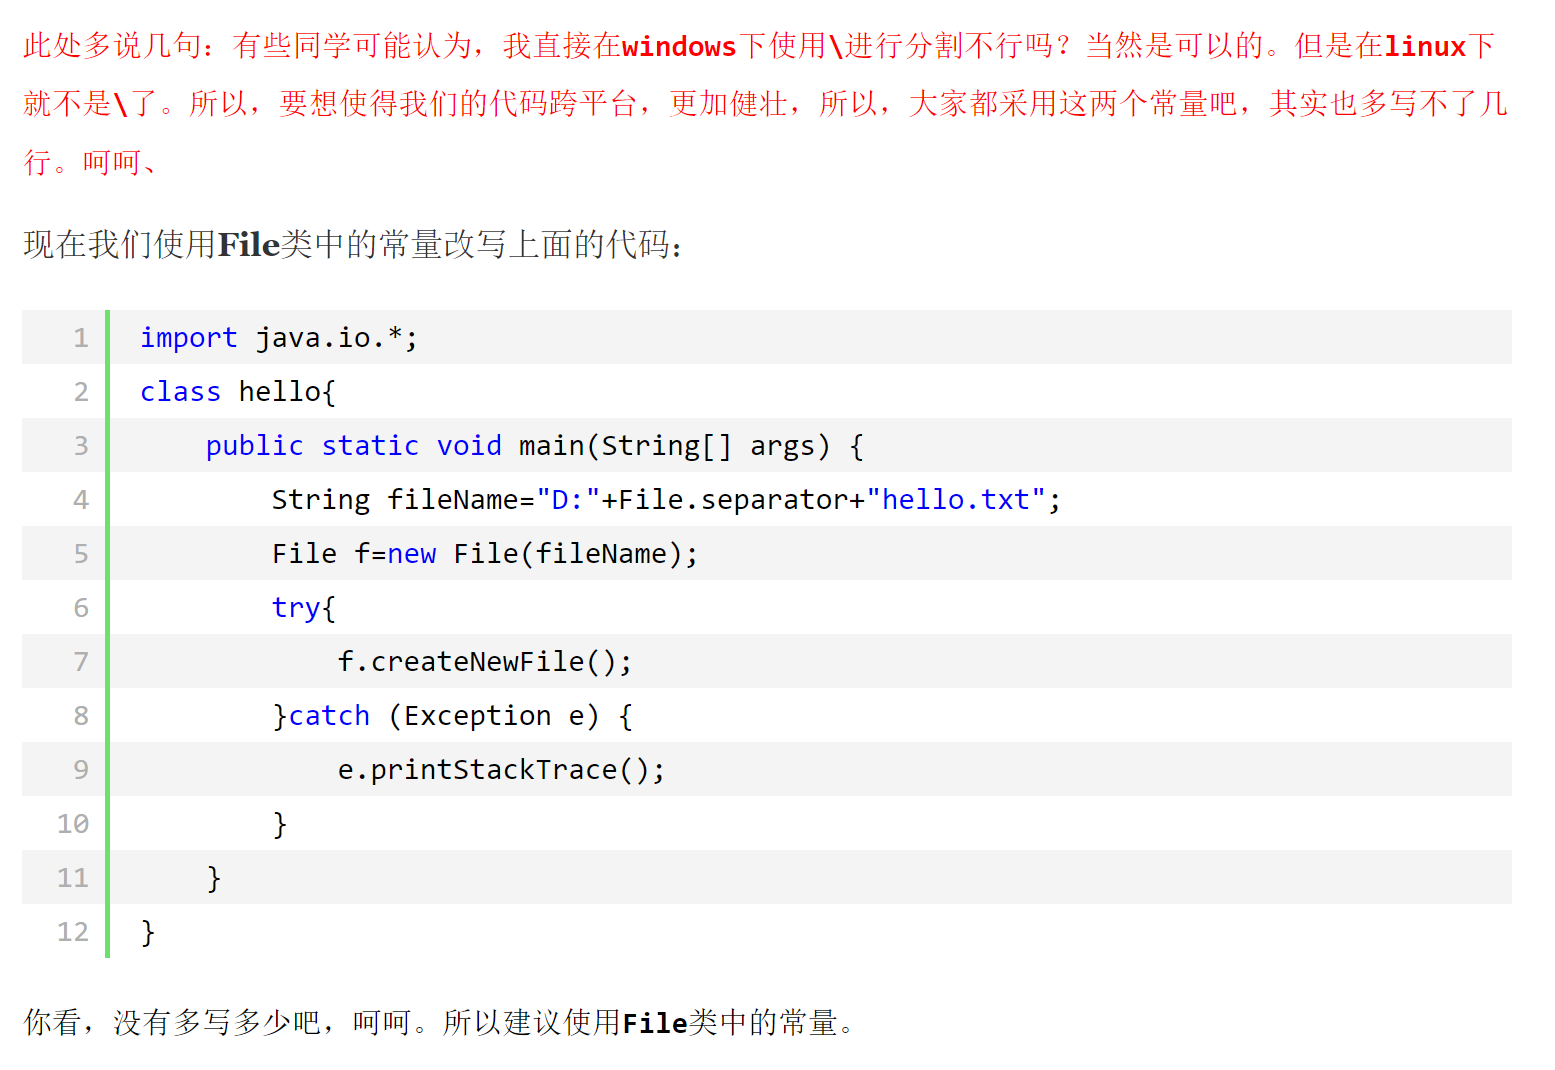 此处多说几句：有些同学可能认为，我直接在windows下使用\进行分割不行吗？当然是可以的。但是在linux下
就不是\了。所以，要想使得我们的代码跨平台，更加健壮，所以，大家都采用这两个常量吧，其实也多写不了几
行。呵呵、
现在我们使用File类中的常量改写上面的代码：
1 import java.io.*;
2 class hello{
3     public static void main(String[] args) {
4         String fileName="D:"+File.separator+"hello.txt";
5         File f=new File(fileName);
6         try{
7             f.createNewFile();
8         }catch (Exception e) {
9             e.printStackTrace();
10         }
11     }
12 }
你看，没有多写多少吧，呵呵。所以建议使用File类中的常量。